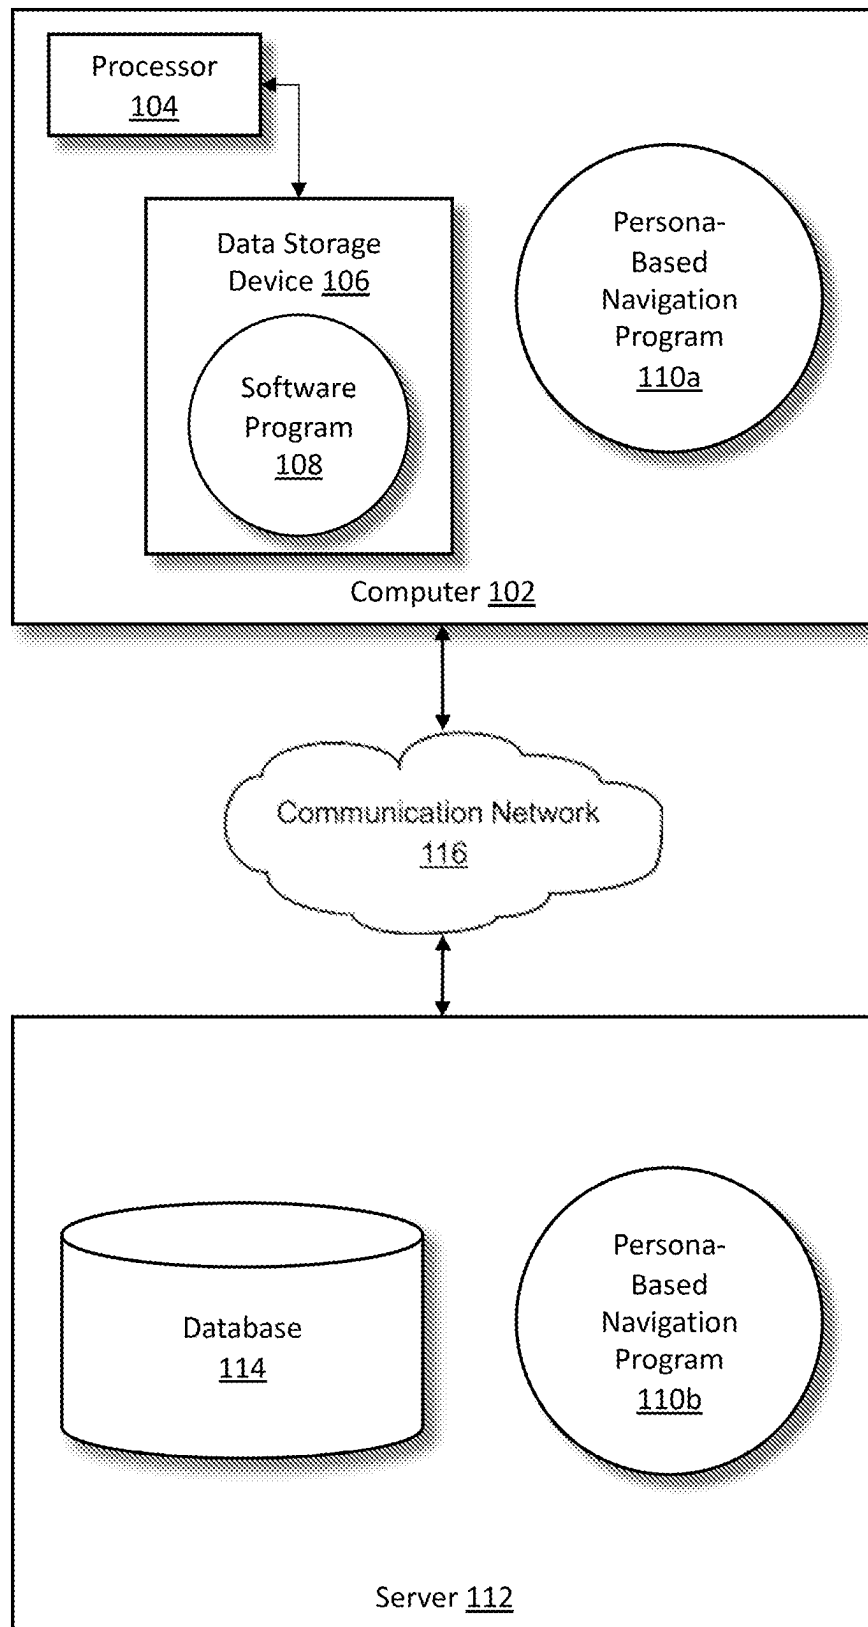 Processor
104
Data Storage
Device 106
Software
Program
108
Persona-
Based
Navigation
Program
110a
Computer 102
Communication Network
116
Database
114
Persona-
Based
Navigation
Program
110b
Server 112